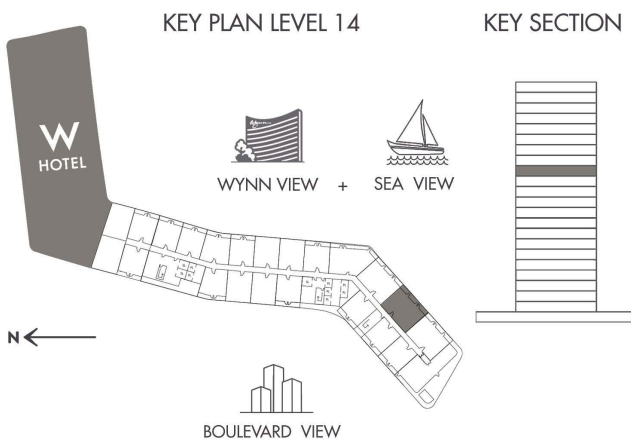 KEY PLAN LEVEL 14
KEY SECTION
W
HOTEL
WYNN VIEW + SEA VIEW
N
BOULEVARD VIEW